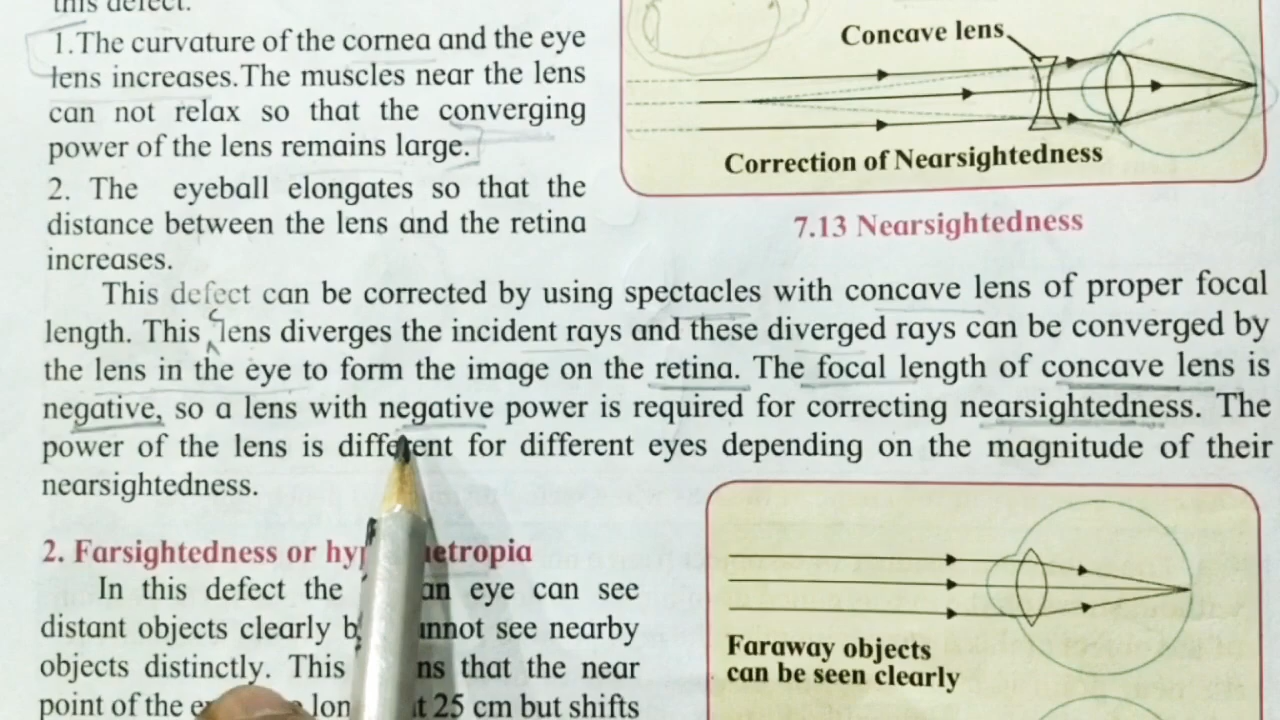 this defect.
1.The curvature of the cornea and the eye
lens increases. The muscles near the lens
can not relax so that the converging
power of the lens remains large.
2. The eyeball elongates so that the
distance between the lens and the retina
increases.
Concave lens
Correction of Nearsightedness
7.13 Nearsightedness
This defect can be corrected by using spectacles with concave lens of proper focal
length. This lens diverges the incident rays and these diverged rays can be converged by
the lens in the eye to form the image on the retina. The focal length of concave lens is
negative, so a lens with negative power is required for correcting nearsightedness. The
power of the lens is different for different eyes depending on the magnitude of their
nearsightedness.
2. Farsightedness or
In this defect the eye can see
distant objects clearly see nearby
objects distinctly. This that the near
point of the 25 cm but shifts
Faraway objects
can be seen clearly